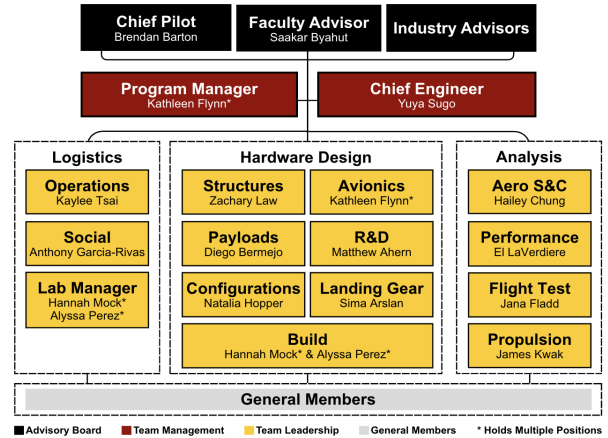 Chief Pilot
Brendan Barton
Faculty Advisor
Saakar Byahut
Industry Advisors
Program Manager
Kathleen Flynn*
Chief Engineer
Yuya Sugo
Logistics
Operations
Kaylee Tsai
Social
Anthony Garcia-Rivas
Lab Manager
Hannah Mock*
Alyssa Perez*
Hardware Design
Structures
Zachary Law
Avionics
Kathleen Flynn*
Payloads
Diego Bermejo
R&D
Matthew Ahern
Configurations
Natalia Hopper
Landing Gear
Sima Arslan
Build
Hannah Mock* & Alyssa Perez*
Analysis
Aero S&C
Hailey Chung
Performance
El LaVerdiere
Flight Test
Jana Fladd
Propulsion
James Kwak
General Members
Advisory Board
Team Management
Team Leadership
General Members
* Holds Multiple Positions